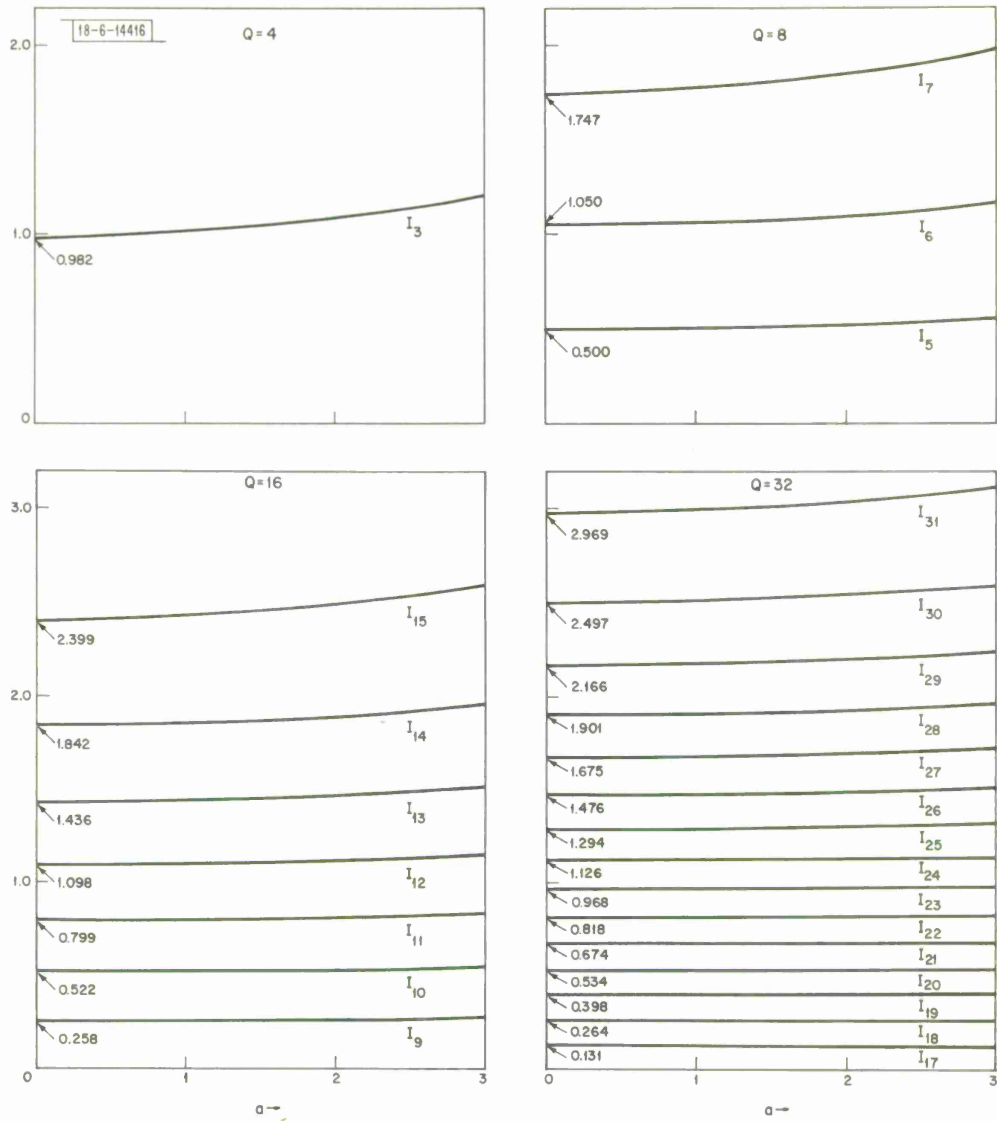 18-6-14416
Q=4
2.0
1.0
0
I3
0.982
Q=8
I7
1.747
1.050
I6
I5
0.500
Q=16
3.0
2.0
1.0
0
I15
2.399
I14
1.842
I13
1.436
I12
1.098
I11
0.799
I10
0.522
I9
0.258
0
1
2
3
a→
Q=32
I31
2.969
I30
2.497
I29
2.166
I28
1.901
I27
1.675
I26
1.476
I25
1.294
I24
1.126
I23
0.968
I22
0.818
I21
0.674
I20
0.534
I19
0.398
I18
0.264
I17
0.131
0
1
2
3
a→